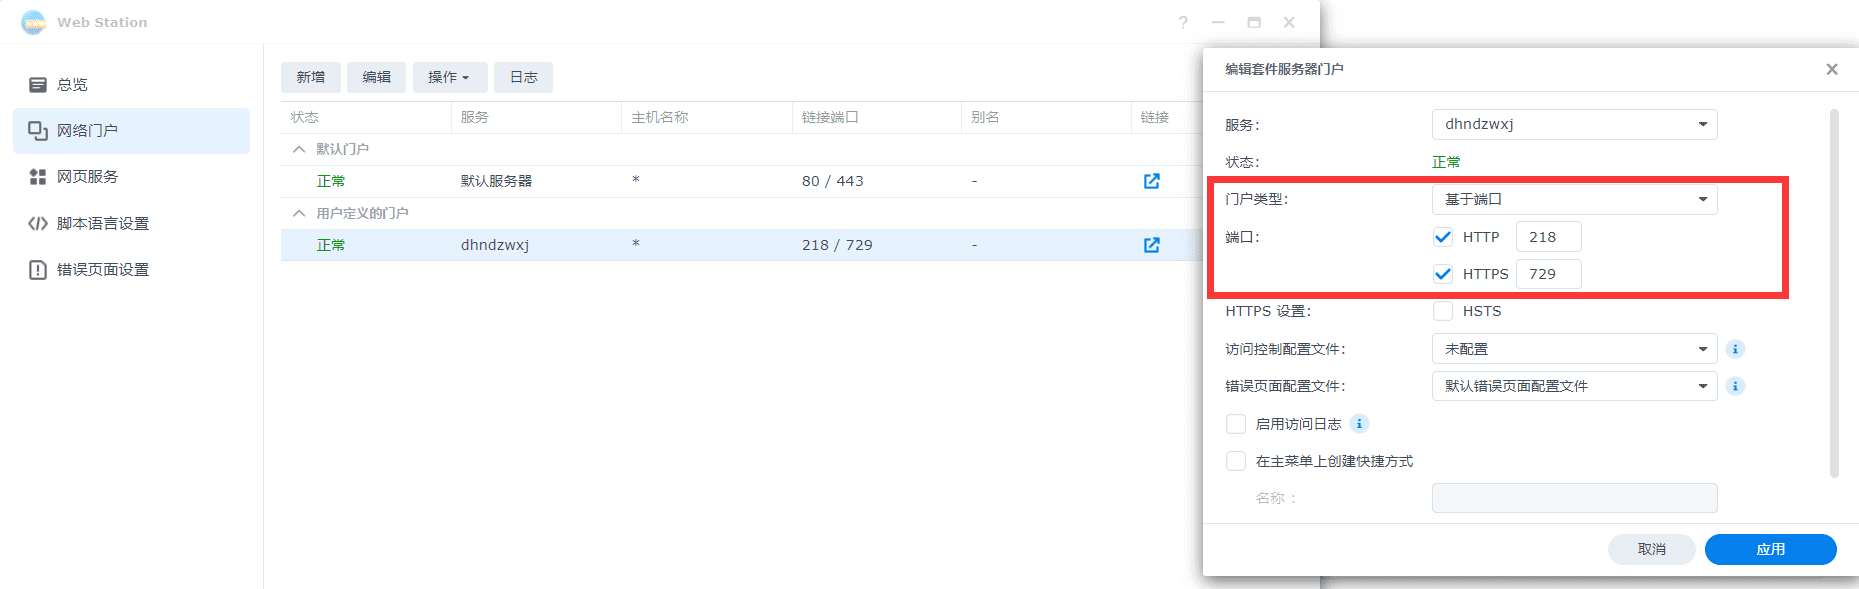 Web Station
总览
网络门户
网页服务
脚本语言设置
错误页面设置
新增 编辑 操作 日志
状态 服务 主机名称 链接端口 别名 链接
默认门户
正常 默认服务器 * 80 / 443 -
用户定义的门户
正常 dhndzwxj * 218 / 729 -
编辑套件服务器门户
服务: dhndzwxj
状态: 正常
门户类型: 基于端口
端口: HTTP 218
HTTPS 729
HTTPS 设置: HSTS
访问控制配置文件: 未配置
错误页面配置文件: 默认错误页面配置文件
启用访问日志
在主菜单上创建快捷方式
名称 :
取消 应用